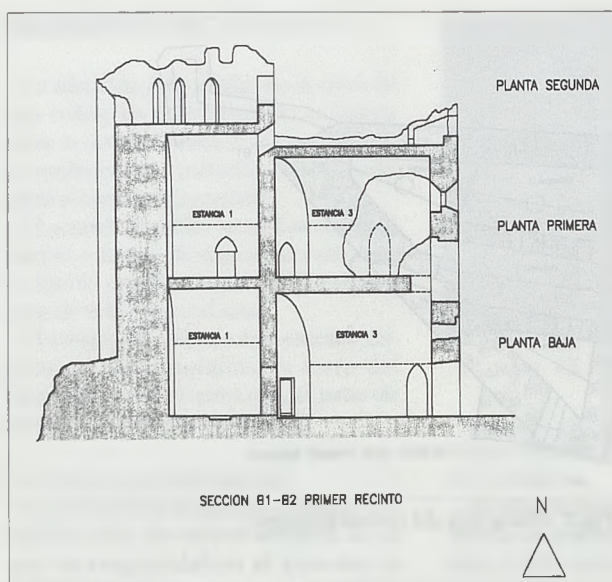 PLANTA SEGUNDA
ESTANCIA 1
ESTANCIA 3
PLANTA PRIMERA
ESTANCIA 1
ESTANCIA 3
PLANTA BAJA
SECCION B1-B2 PRIMER RECINTO
N